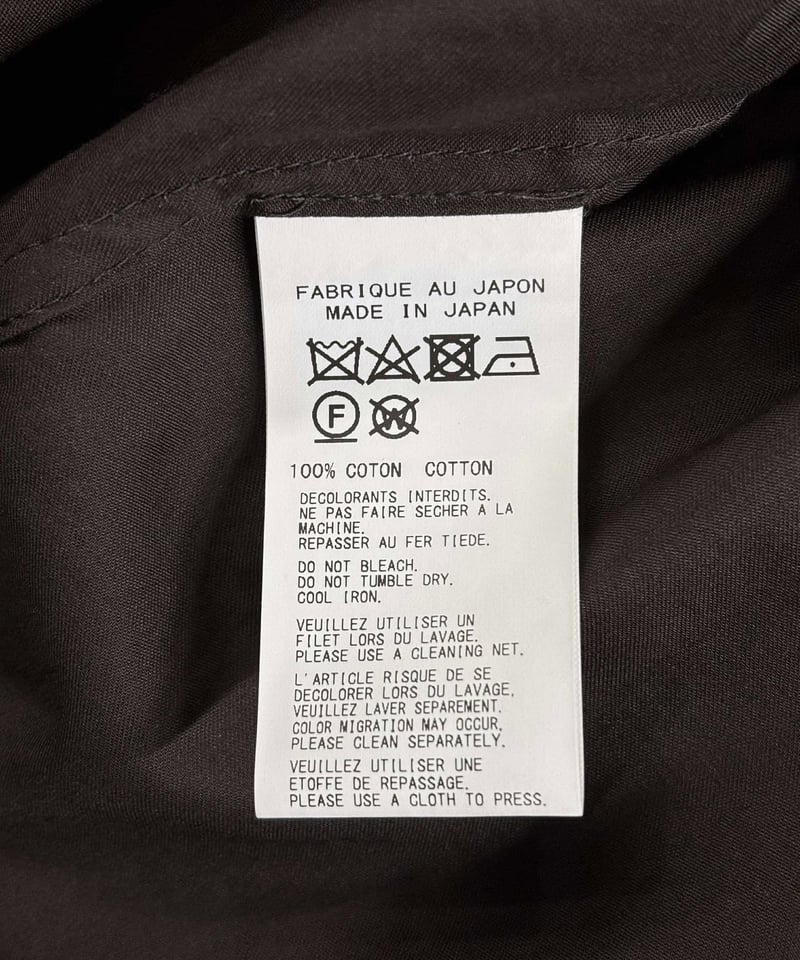 FABRIQUE AU JAPON
MADE IN JAPAN
F W
100% COTON COTTON
DECOLORANTS INTERDITS.
NE PAS FAIRE SECHER A LA
MACHINE.
REPASSER AU FER TIEDE.
DO NOT BLEACH.
DO NOT TUMBLE DRY.
COOL IRON.
VEUILLEZ UTILISER UN
FILET LORS DU LAVAGE.
PLEASE USE A CLEANING NET.
L'ARTICLE RISQUE DE SE
DECOLORER LORS DU LAVAGE,
VEUILLEZ LAVER SEPAREMENT.
COLOR MIGRATION MAY OCCUR,
PLEASE CLEAN SEPARATELY.
VEUILLEZ UTILISER UNE
ETOFFE DE REPASSAGE.
PLEASE USE A CLOTH TO PRESS.